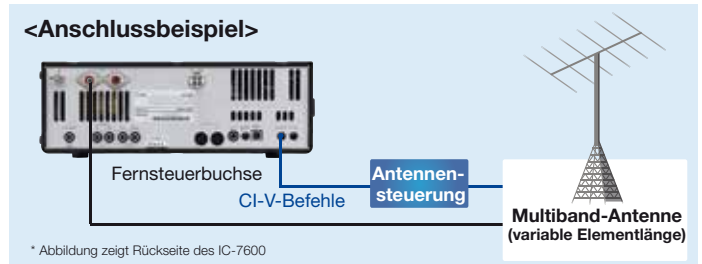 <Anschlussbeispiel>
Fernsteuerbuchse
CI-V-Befehle
Antennen-
steuerung
Multiband-Antenne
(variable Elementlänge)
* Abbildung zeigt Rückseite des IC-7600